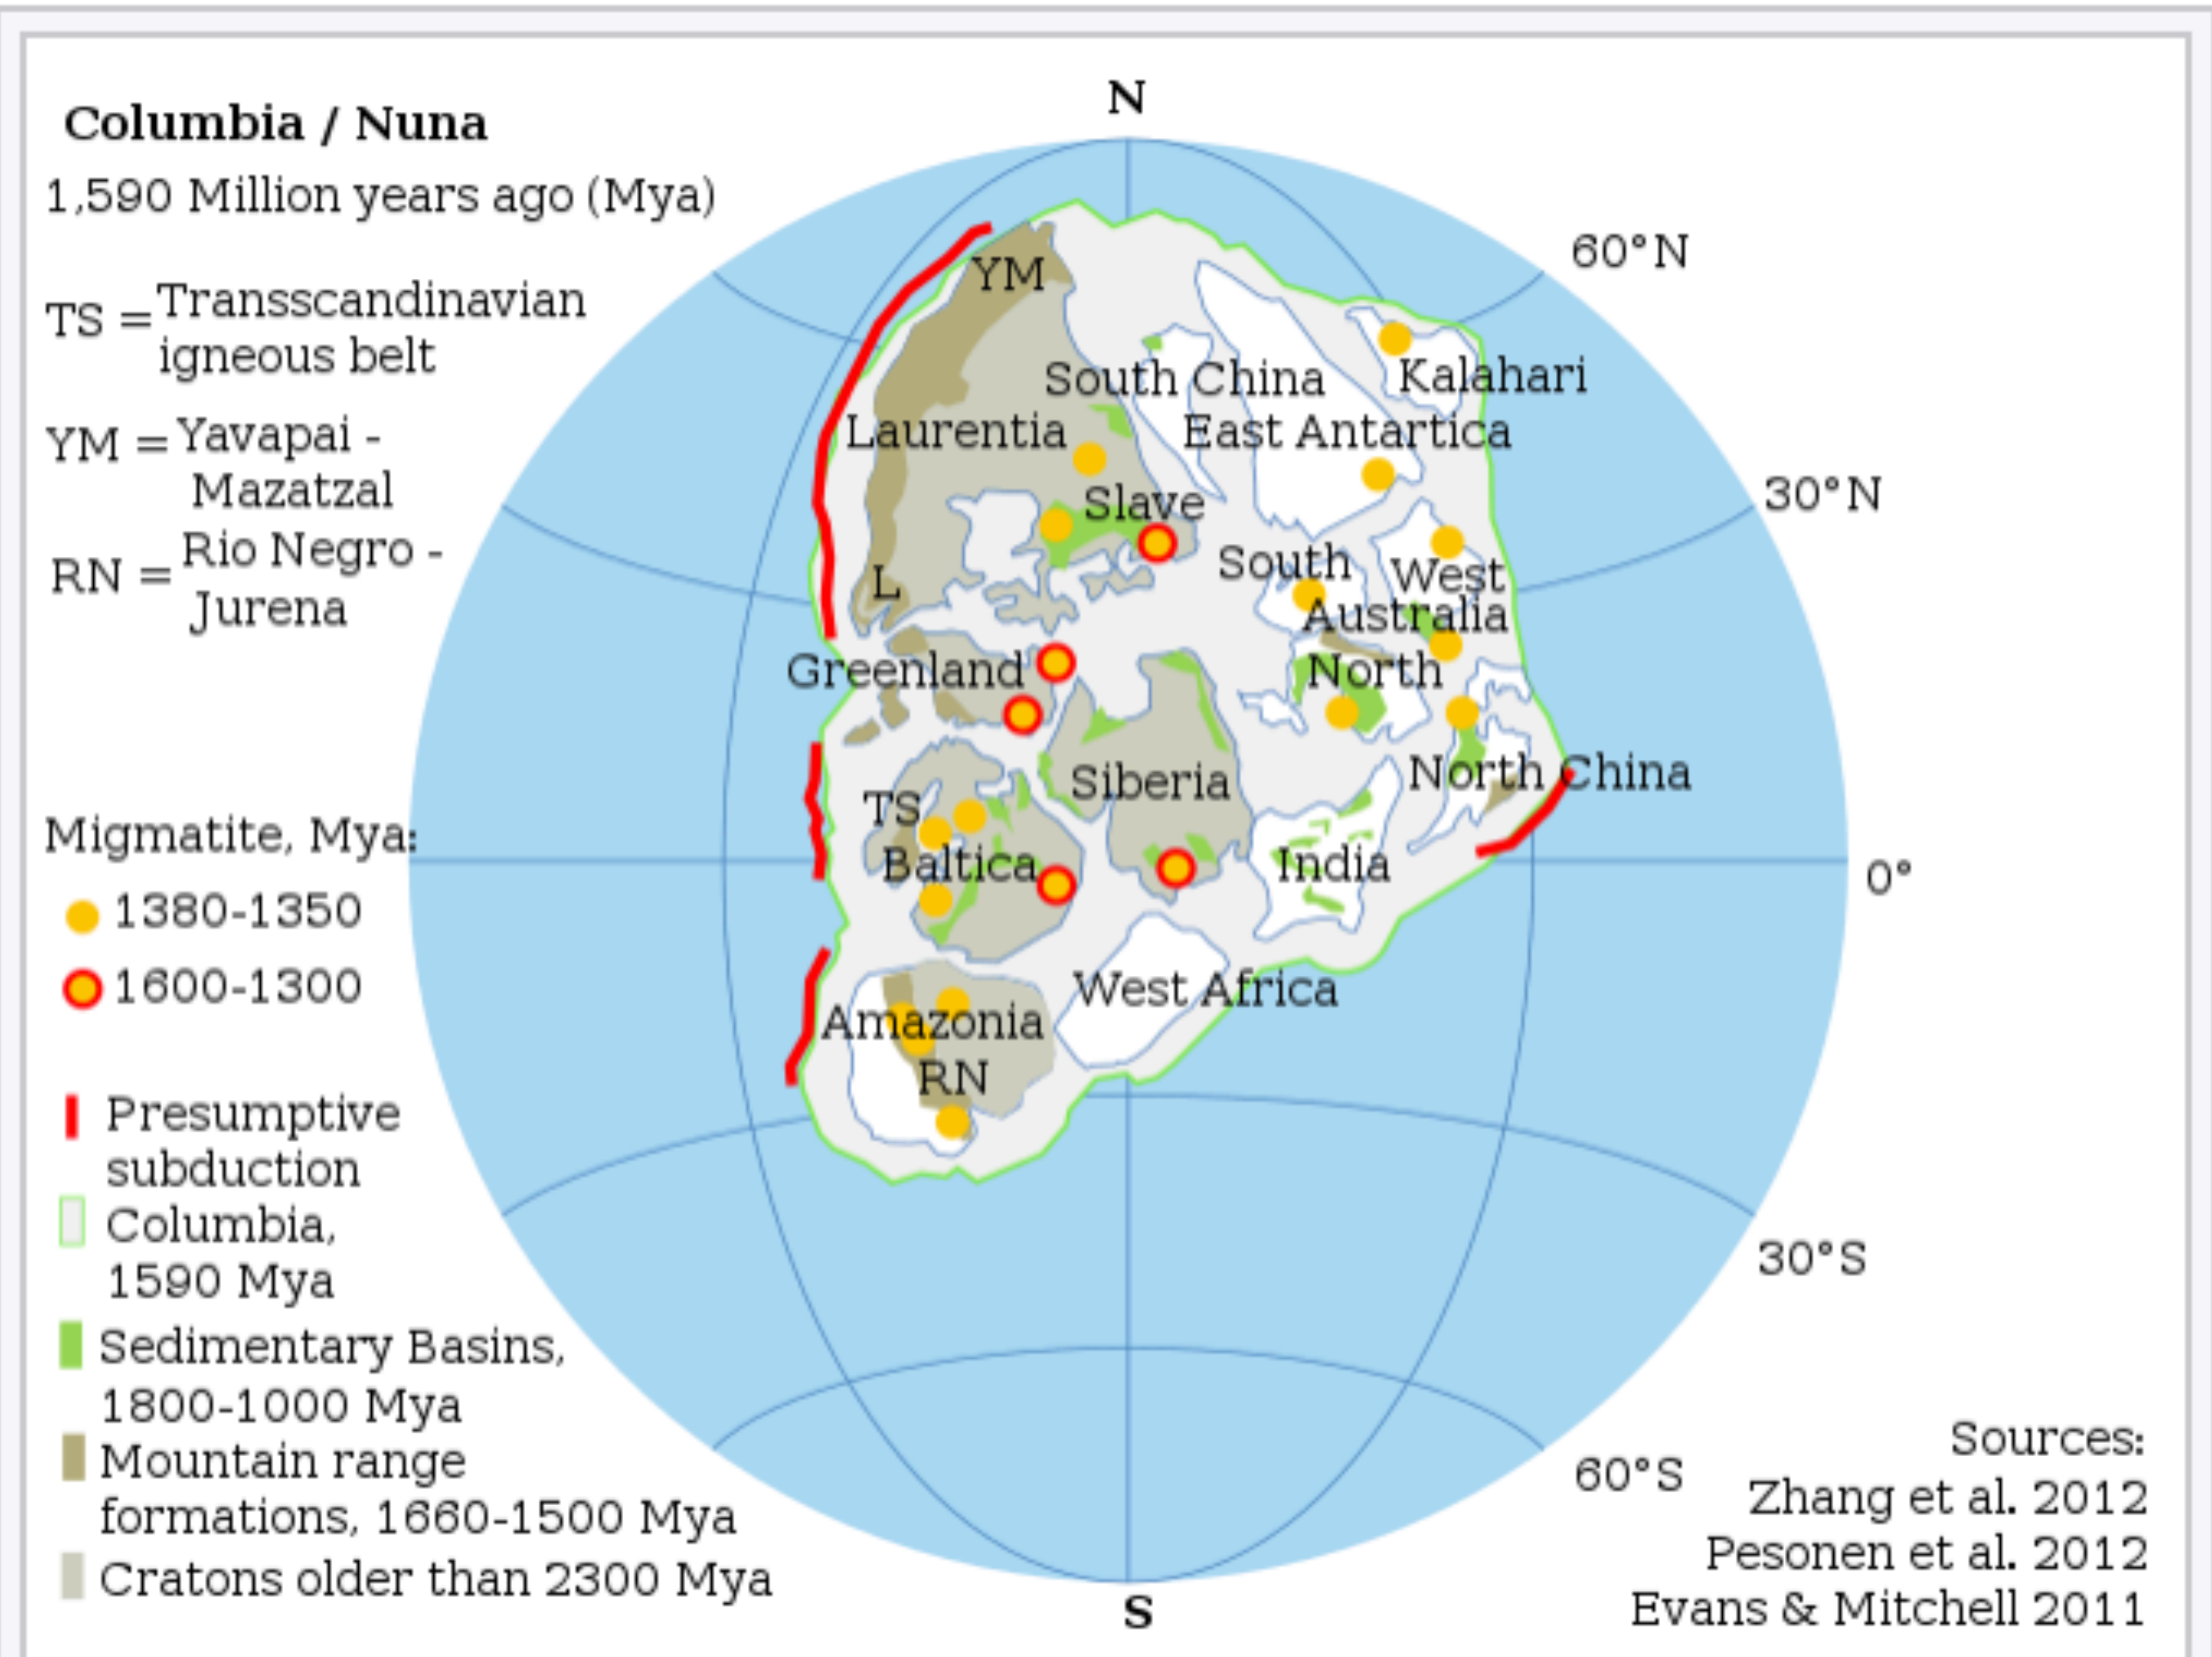 N
Columbia / Nuna
1,590 Million years ago (Mya)
60°N
TS = Transscandinavian
igneous belt
YM = Yavapai -
Mazatzal
RN = Rio Negro -
Jurena
YM
South China
Kalahari
Laurentia
East Antartica
30°N
Slave
South
West
L
Australia
Greenland
North
Siberia
North China
TS
Baltica
India
0°
West Africa
Amazonia
RN
Migmatite, Mya:
1380-1350
1600-1300
Presumptive
subduction
Columbia,
1590 Mya
Sedimentary Basins,
1800-1000 Mya
Mountain range
formations, 1660-1500 Mya
Cratons older than 2300 Mya
30°S
60°S
S
Sources:
Zhang et al. 2012
Pesonen et al. 2012
Evans & Mitchell 2011